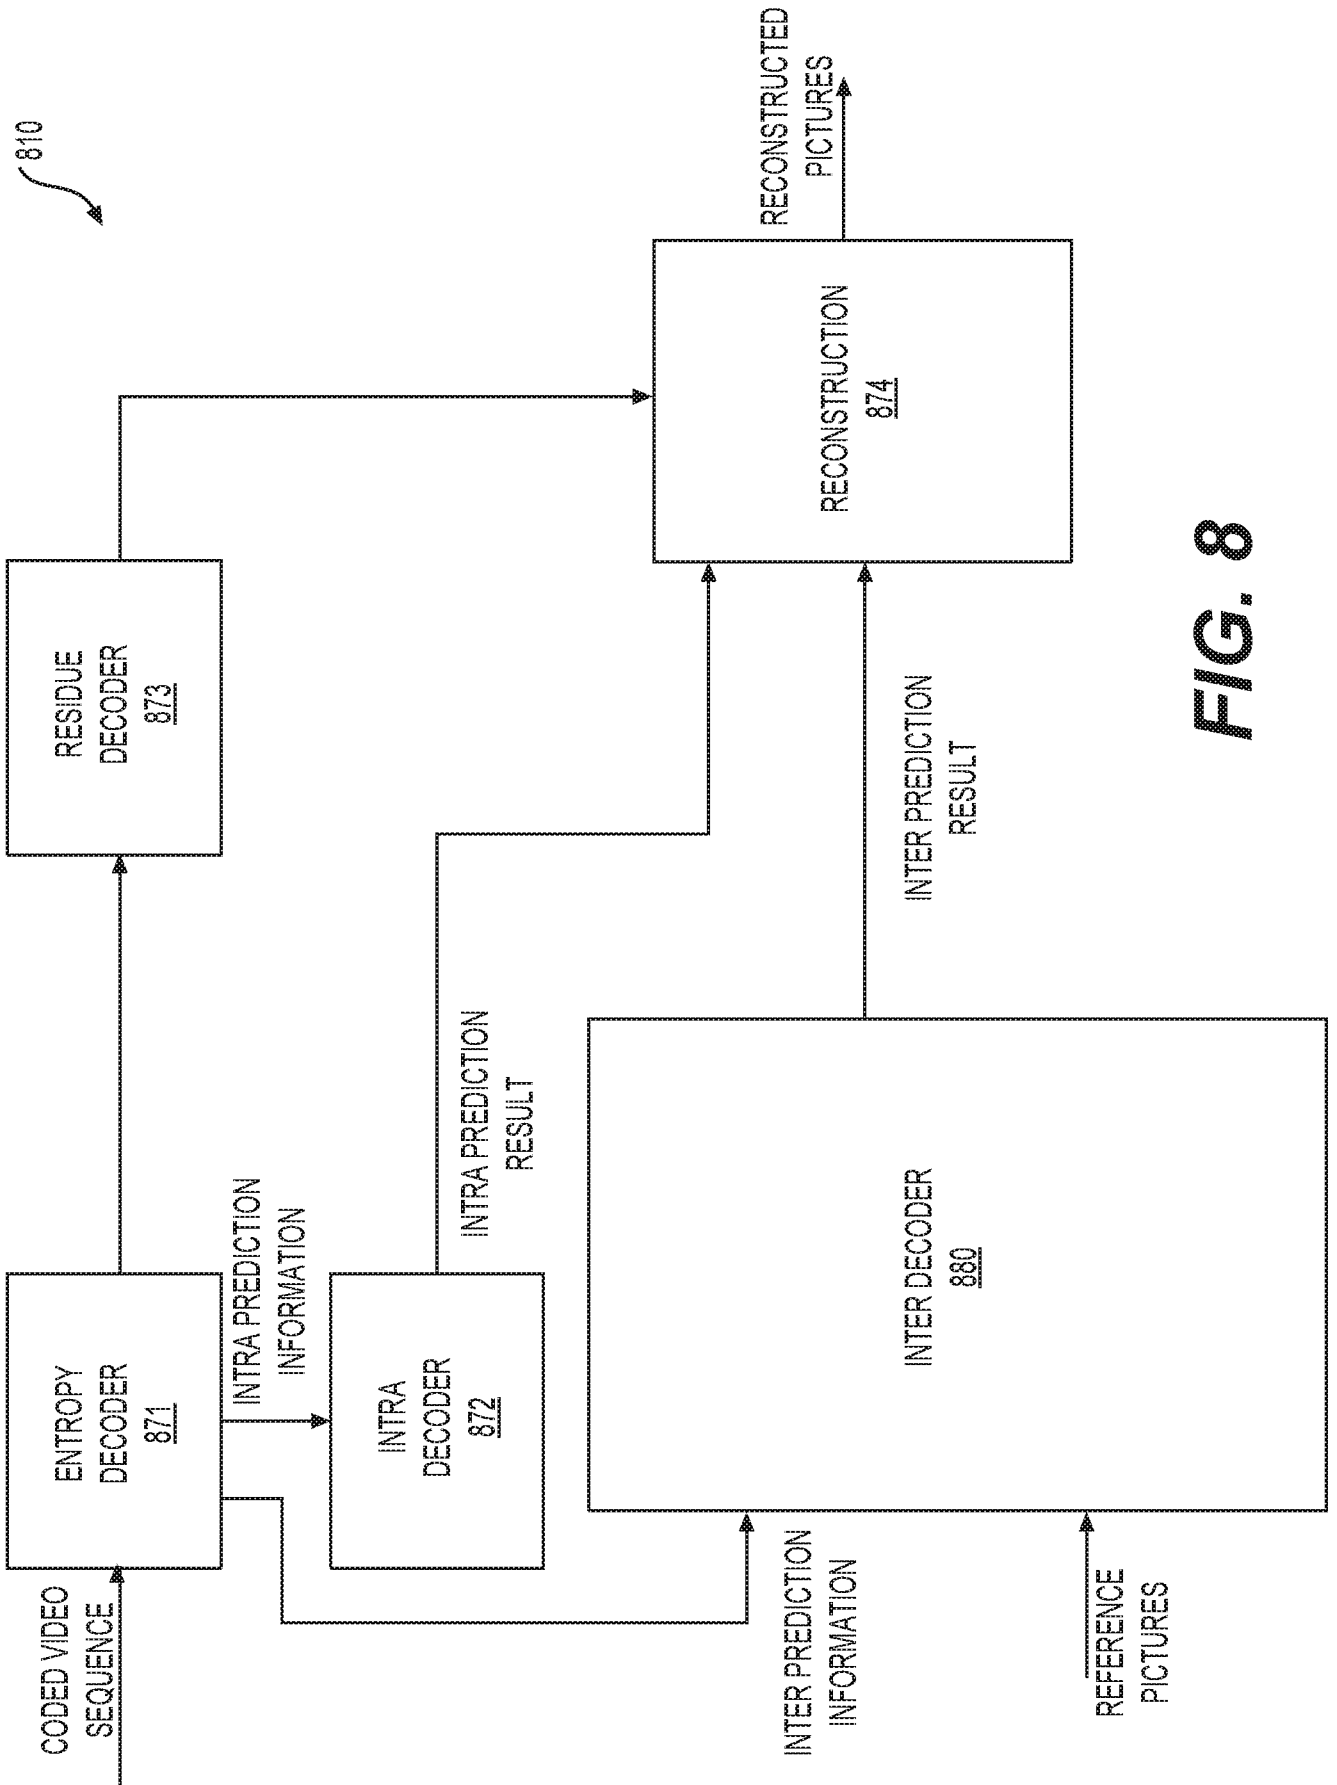 810
CODED VIDEO
SEQUENCE
ENTROPY
DECODER
871
RESIDUE
DECODER
873
INTRA PREDICTION
INFORMATION
INTRA
DECODER
872
INTRA PREDICTION
RESULT
INTER PREDICTION
INFORMATION
REFERENCE
PICTURES
INTER DECODER
880
INTER PREDICTION
RESULT
RECONSTRUCTION
874
RECONSTRUCTED
PICTURES
FIG. 8